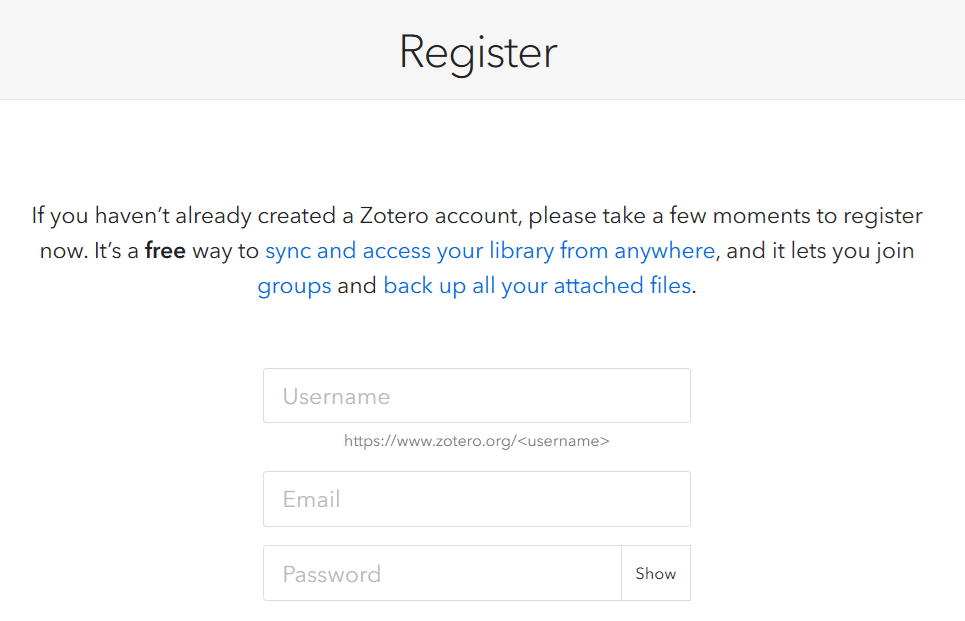 Register
If you haven’t already created a Zotero account, please take a few moments to register
now. It’s a free way to sync and access your library from anywhere, and it lets you join
groups and back up all your attached files.
Username
https://www.zotero.org/<username>
Email
Password
Show